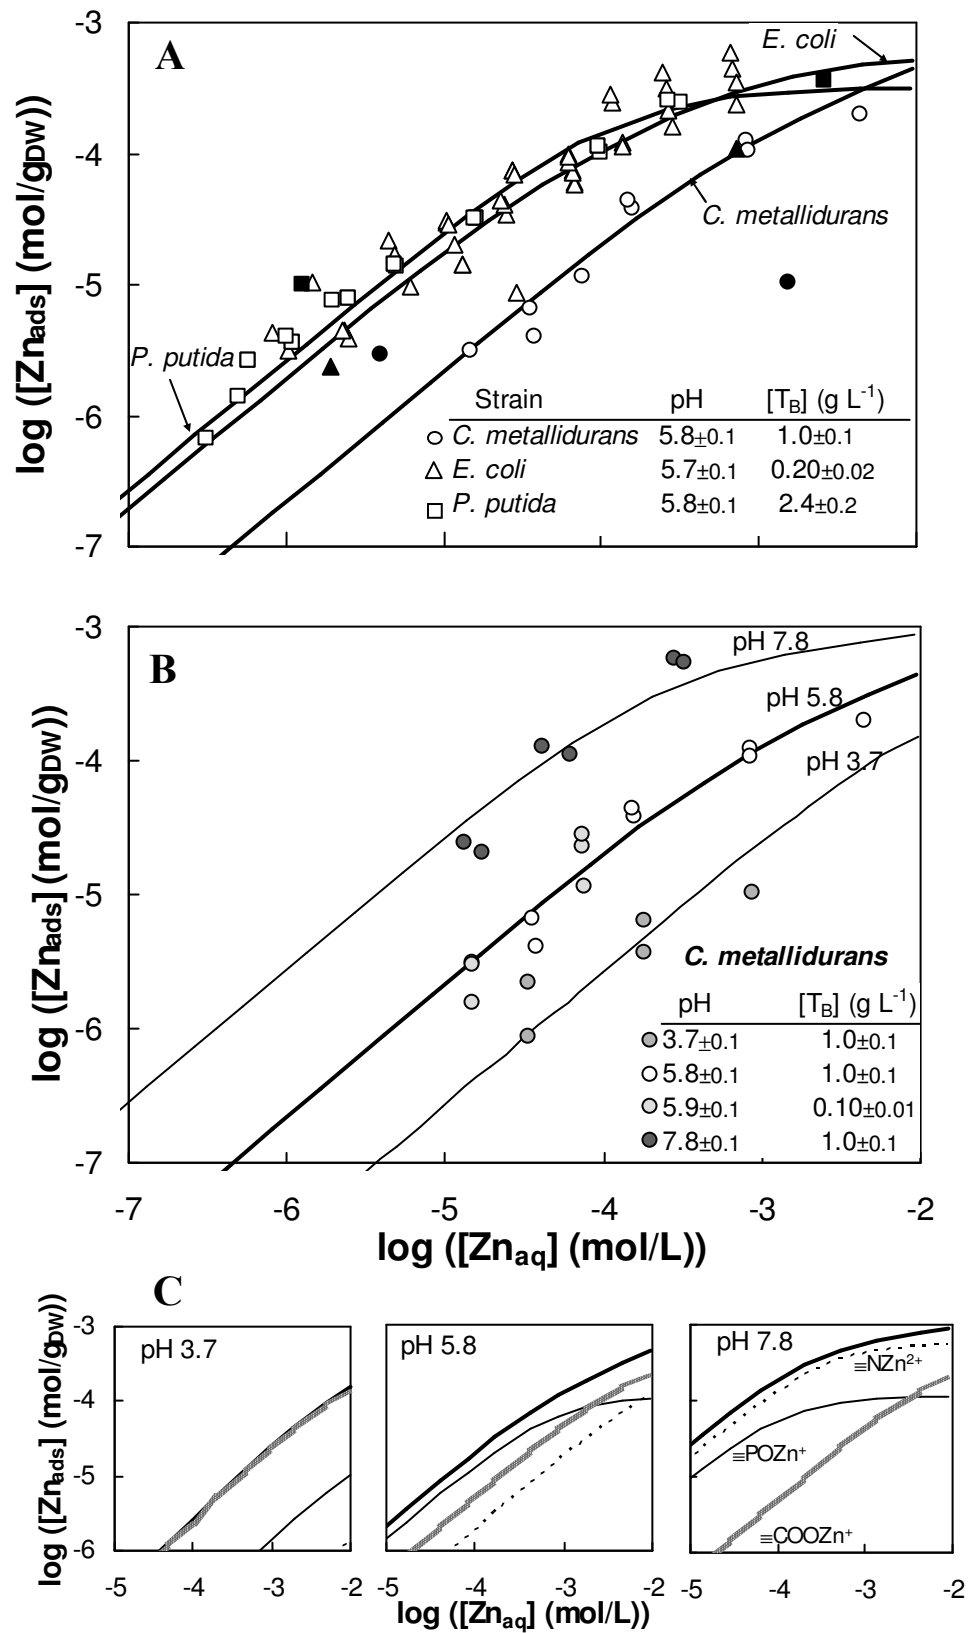 A
log ([Znads] (mol/gDW))
-3
-4
-5
-6
-7
E. coli
C. metallidurans
P. putida
Strain pH [TB] (g L-1)
C. metallidurans 5.8±0.1 1.0±0.1
E. coli 5.7±0.1 0.20±0.02
P. putida 5.8±0.1 2.4±0.2
B
log ([Znads] (mol/gDW))
-3
-4
-5
-6
-7
pH 7.8
pH 5.8
pH 3.7
C. metallidurans
pH [TB] (g L-1)
3.7±0.1 1.0±0.1
5.8±0.1 1.0±0.1
5.9±0.1 0.10±0.01
7.8±0.1 1.0±0.1
-7 -6 -5 -4 -3 -2
log ([Znaq] (mol/L))
C
log ([Znads] (mol/gDW))
-3
-4
-5
-6
pH 3.7
-5 -4 -3 -2
pH 5.8
-5 -4 -3 -2
pH 7.8
≡NZn2+
≡POZn+
≡COOZn+
-5 -4 -3 -2
log ([Znaq] (mol/L))